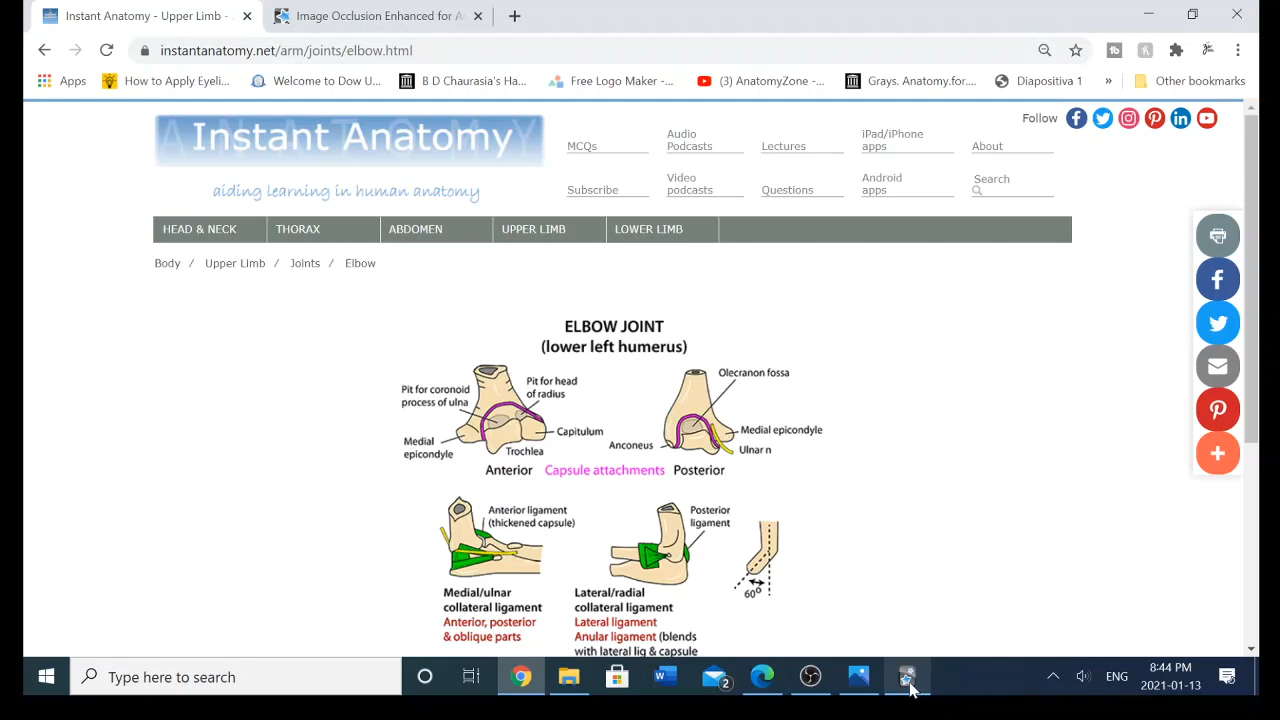 Instant Anatomy - Upper Limb -
Image Occlusion Enhanced for A
instantanatomy.net/arm/joints/elbow.html
Apps
How to Apply Eyeli...
Welcome to Dow U...
B D Chaurasia's Ha...
Free Logo Maker -...
(3) AnatomyZone -...
Grays. Anatomy.for....
Diapositiva 1
»
Other bookmarks
Instant Anatomy
aiding learning in human anatomy
Follow
MCQs
Audio
Podcasts
Lectures
iPad/iPhone
apps
About
Subscribe
Video
podcasts
Questions
Android
apps
Search
HEAD & NECK
THORAX
ABDOMEN
UPPER LIMB
LOWER LIMB
Body / Upper Limb / Joints / Elbow
ELBOW JOINT
(lower left humerus)
Pit for coronoid
process of ulna
Pit for head
of radius
Medial
epicondyle
Capitulum
Trochlea
Olecranon fossa
Medial epicondyle
Anconeus
Ulnar n
Anterior
Capsule attachments
Posterior
Anterior ligament
(thickened capsule)
Posterior
ligament
60°
Medial/ulnar
collateral ligament
Anterior, posterior
& oblique parts
Lateral/radial
collateral ligament
Lateral ligament
Anular ligament (blends
with lateral lig & capsule
Type here to search
2
ENG
8:44 PM
2021-01-13